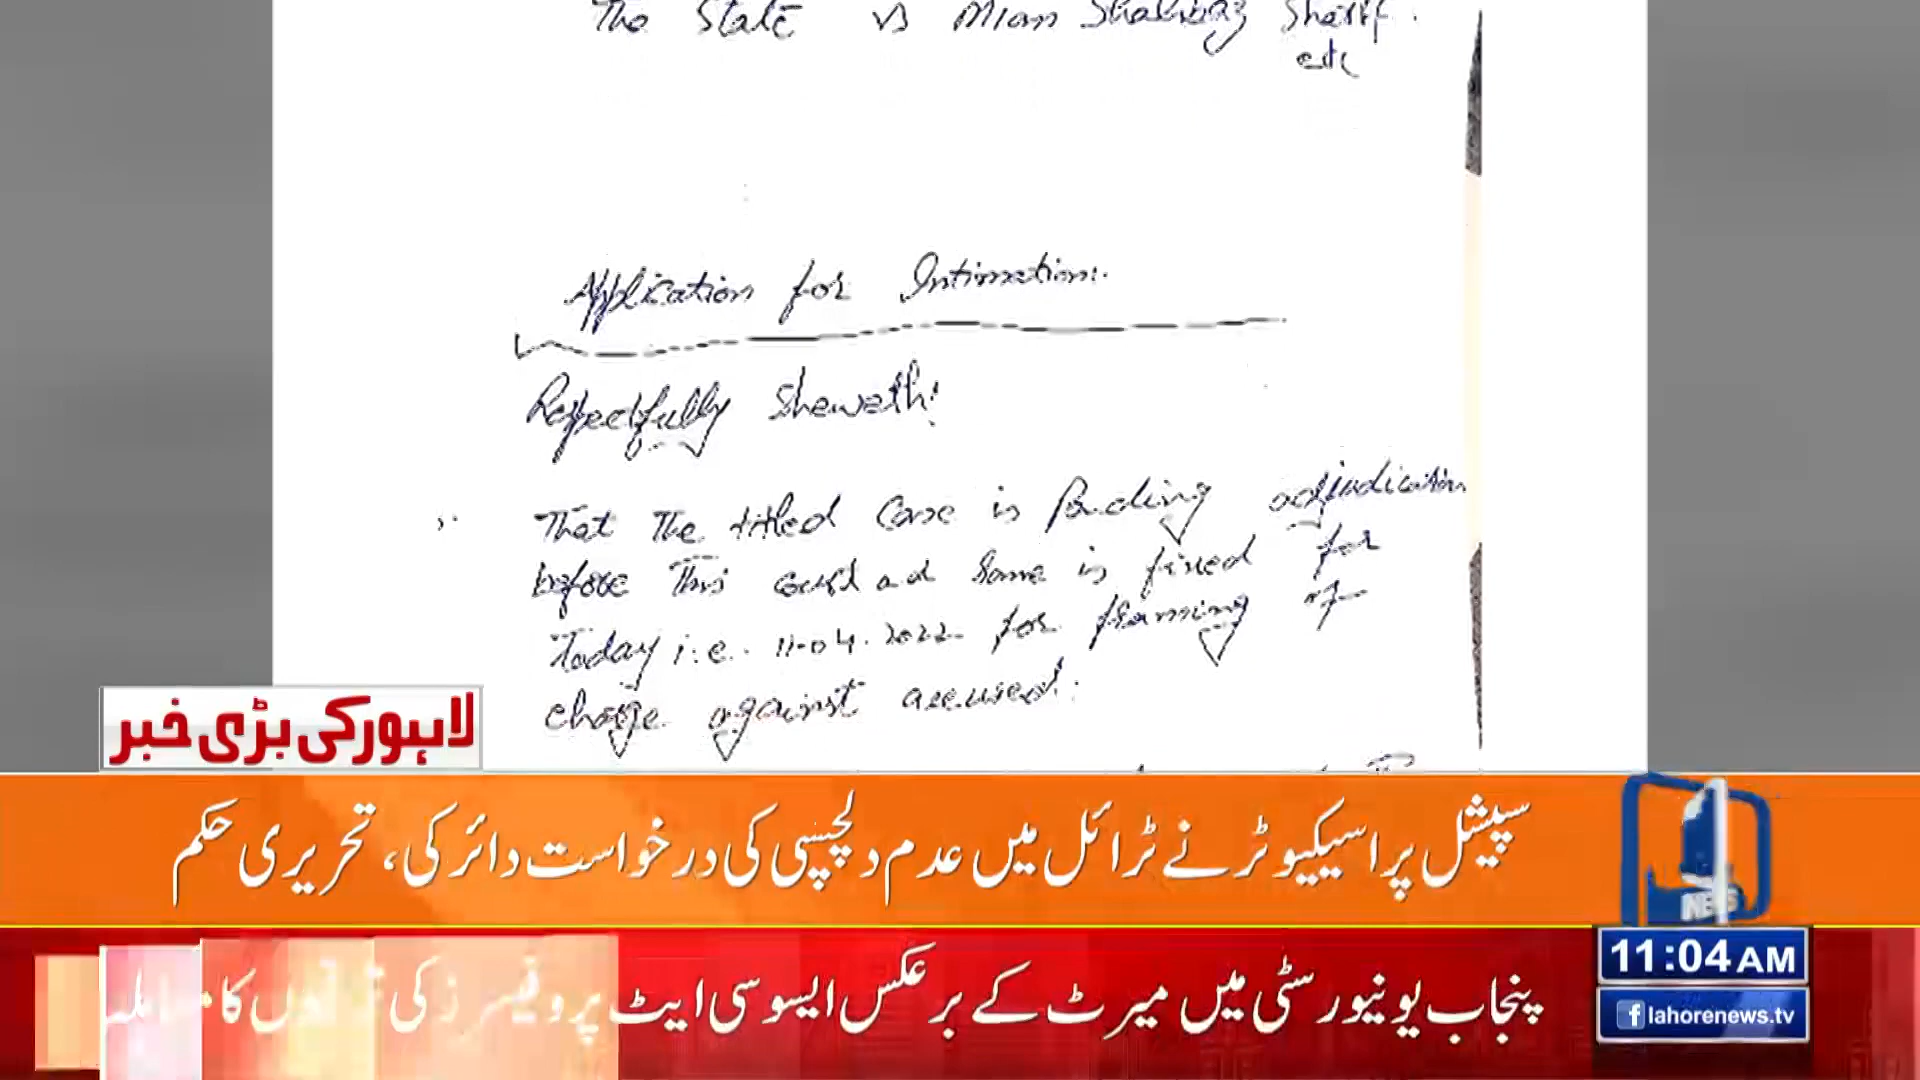 The State vs Mian Shahbaz Sharif.
etc
Application for Intimation.
Respectfully Sheweth:
That the titled case is Pending adjudication
before This court and same is fixed for
Today i.e. 11-04-2022 for framing of
charge against accused.
لاہور کی بڑی خبر
سپیشل پراسیکیوٹر نے ٹرائل میں عدم دلچسپی کی درخواست دائر کی، تحریری حکم
NEWS
11:04 AM
پنجاب یونیورسٹی میں میرٹ کے برعکس ایسوسی ایٹ پروفیسرز کی
lahorenews.tv